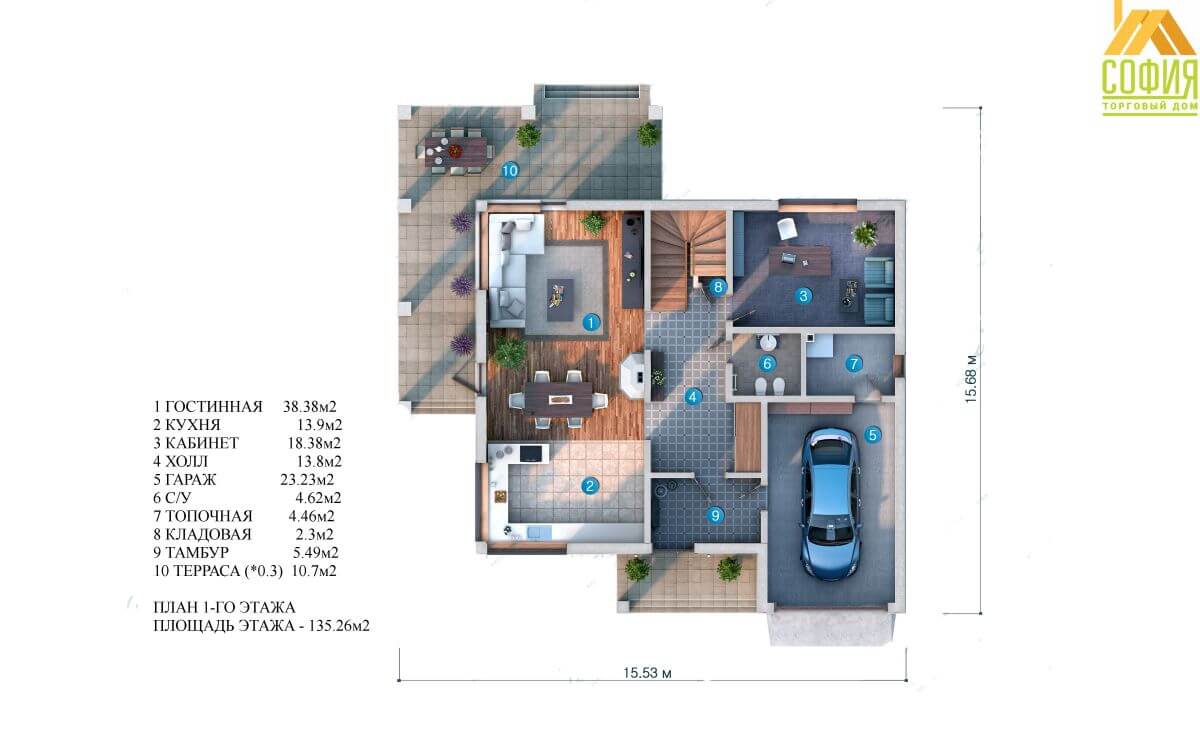 СОФИЯ
ТОРГОВЫЙ ДОМ
10
8
3
1
6
7
4
5
2
9
15.68 м
1 ГОСТИННАЯ 38.38м2
2 КУХНЯ 13.9м2
3 КАБИНЕТ 18.38м2
4 ХОЛЛ 13.8м2
5 ГАРАЖ 23.23м2
6 С/У 4.62м2
7 ТОПОЧНАЯ 4.46м2
8 КЛАДОВАЯ 2.3м2
9 ТАМБУР 5.49м2
10 ТЕРРАСА (*0.3) 10.7м2
ПЛАН 1-ГО ЭТАЖА
ПЛОЩАДЬ ЭТАЖА - 135.26м2
15.53 м